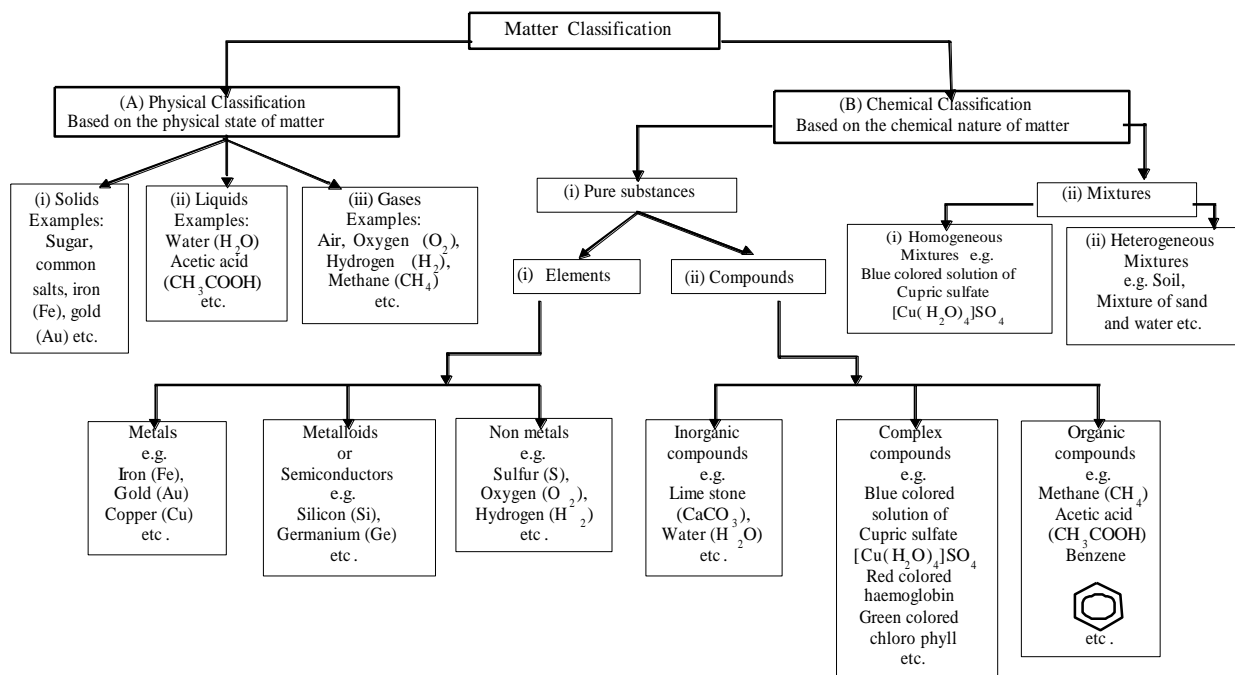 Matter Classification
(A) Physical Classification
Based on the physical state of matter
(B) Chemical Classification
Based on the chemical nature of matter
(i) Solids
Examples:
Sugar,
common
salts, iron
(Fe), gold
(Au) etc.
(ii) Liquids
Examples:
Water (H2O)
Acetic acid
(CH3COOH)
etc.
(iii) Gases
Examples:
Air, Oxygen (O2),
Hydrogen (H2),
Methane (CH4)
etc.
(i) Pure substances
(ii) Mixtures
(i) Elements
(ii) Compounds
(i) Homogeneous
Mixtures e.g.
Blue colored solution of
Cupric sulfate
[Cu(H2O)4]SO4
(ii) Heterogeneous
Mixtures
e.g. Soil,
Mixture of sand
and water etc.
Metals
e.g.
Iron (Fe),
Gold (Au)
Copper (Cu)
etc.
Metalloids
or
Semiconductors
e.g.
Silicon (Si),
Germanium (Ge)
etc.
Non metals
e.g.
Sulfur (S),
Oxygen (O2),
Hydrogen (H2)
etc.
Inorganic
compounds
e.g.
Lime stone
(CaCO3),
Water (H2O)
etc.
Complex
compounds
e.g.
Blue colored
solution of
Cupric sulfate
[Cu(H2O)4]SO4
Red colored
haemoglobin
Green colored
chloro phyll
etc.
Organic
compounds
e.g.
Methane (CH4)
Acetic acid
(CH3COOH)
Benzene
etc.